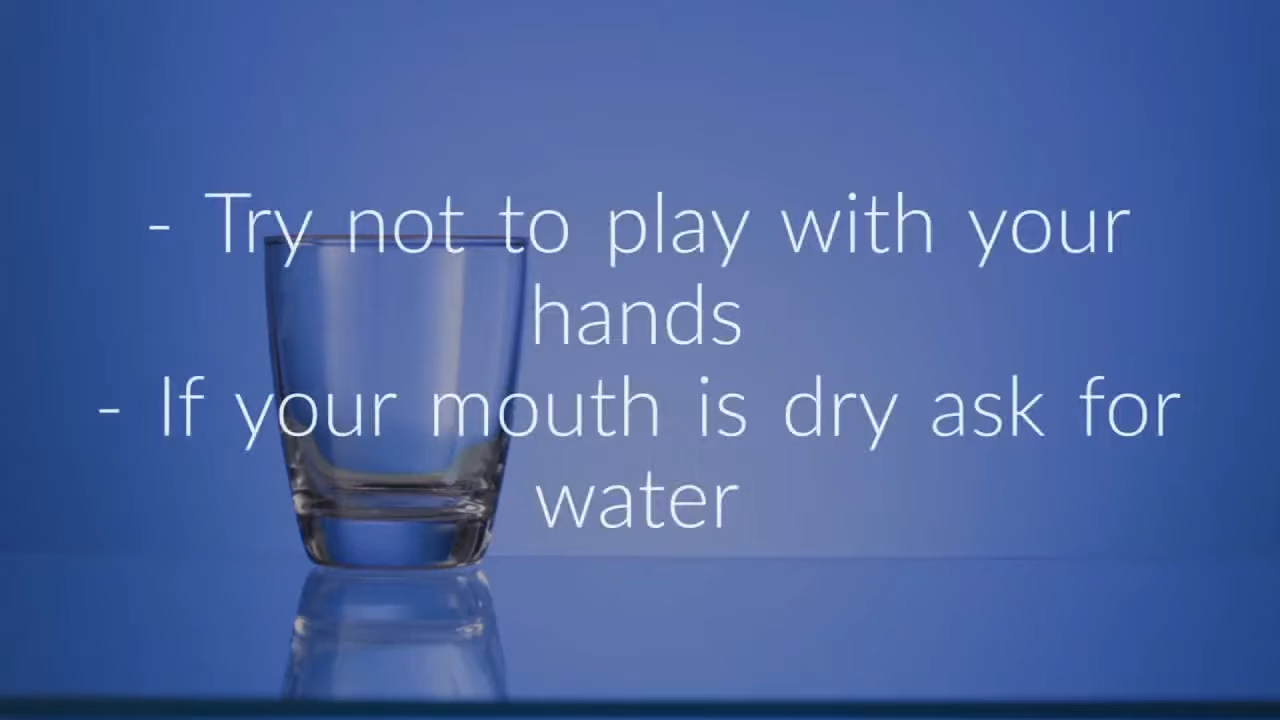 - Try not to play with your
hands
- If your mouth is dry ask for
water